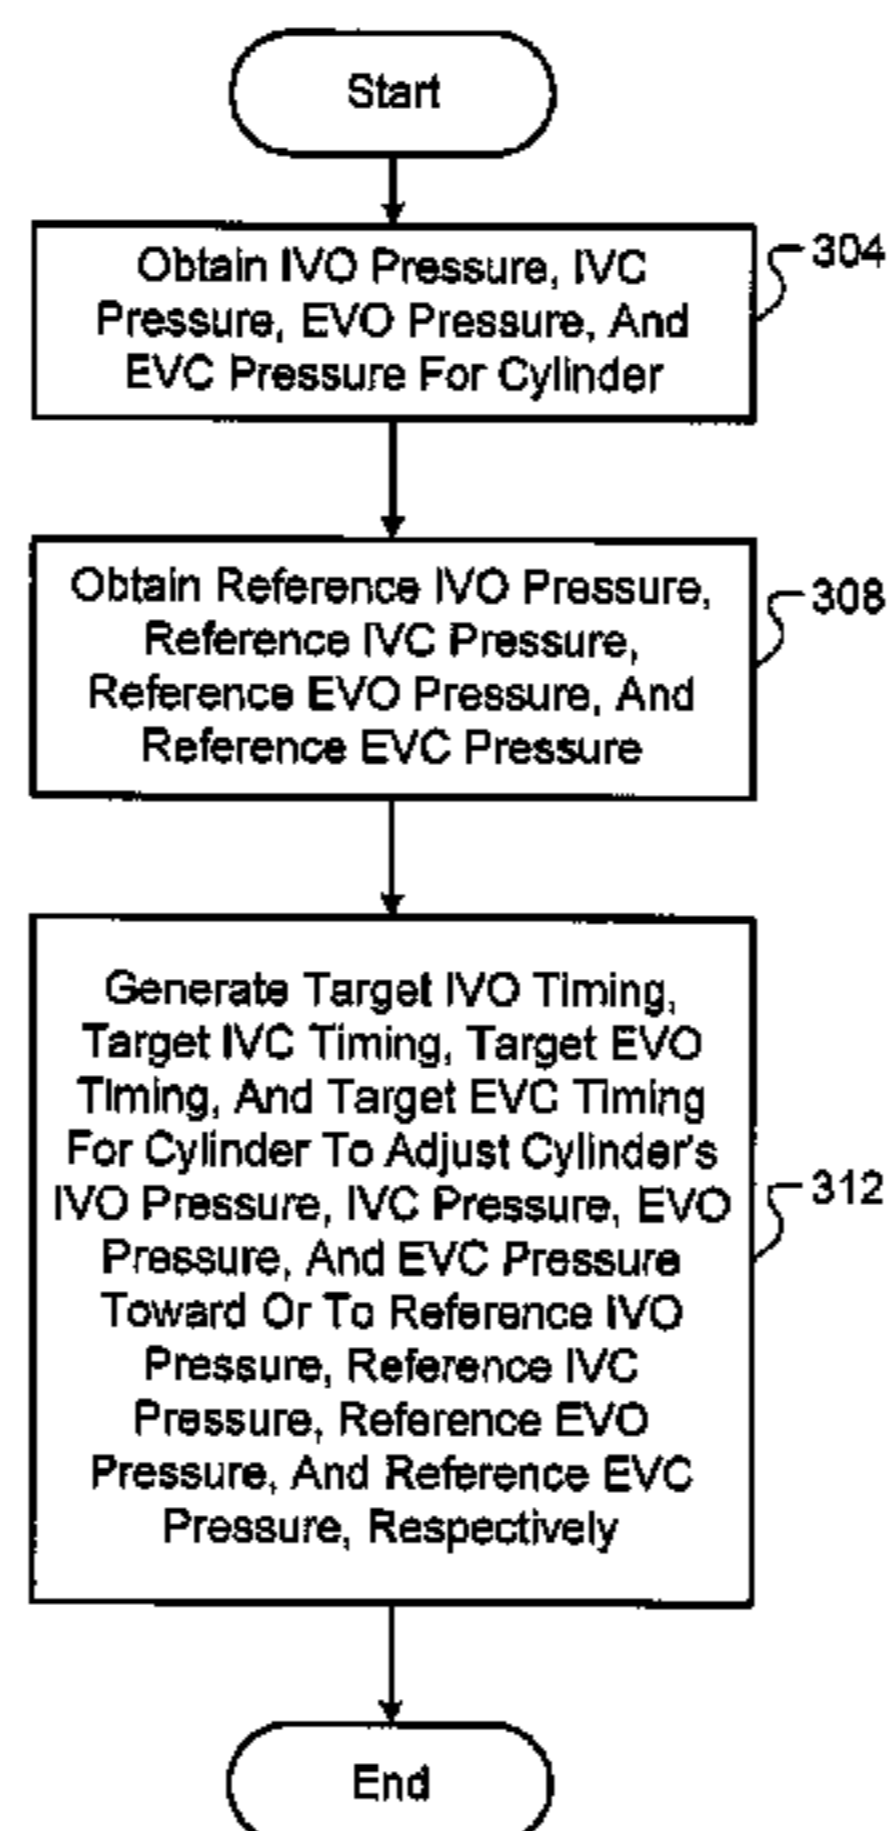 Start
Obtain IVO Pressure, IVC
Pressure, EVO Pressure, And
EVC Pressure For Cylinder
304
Obtain Reference IVO Pressure,
Reference IVC Pressure,
Reference EVO Pressure, And
Reference EVC Pressure
308
Generate Target IVO Timing,
Target IVC Timing, Target EVO
Timing, And Target EVC Timing
For Cylinder To Adjust Cylinder's
IVO Pressure, IVC Pressure, EVO
Pressure, And EVC Pressure
Toward Or To Reference IVO
Pressure, Reference IVC
Pressure, Reference EVO
Pressure, And Reference EVC
Pressure, Respectively
312
End